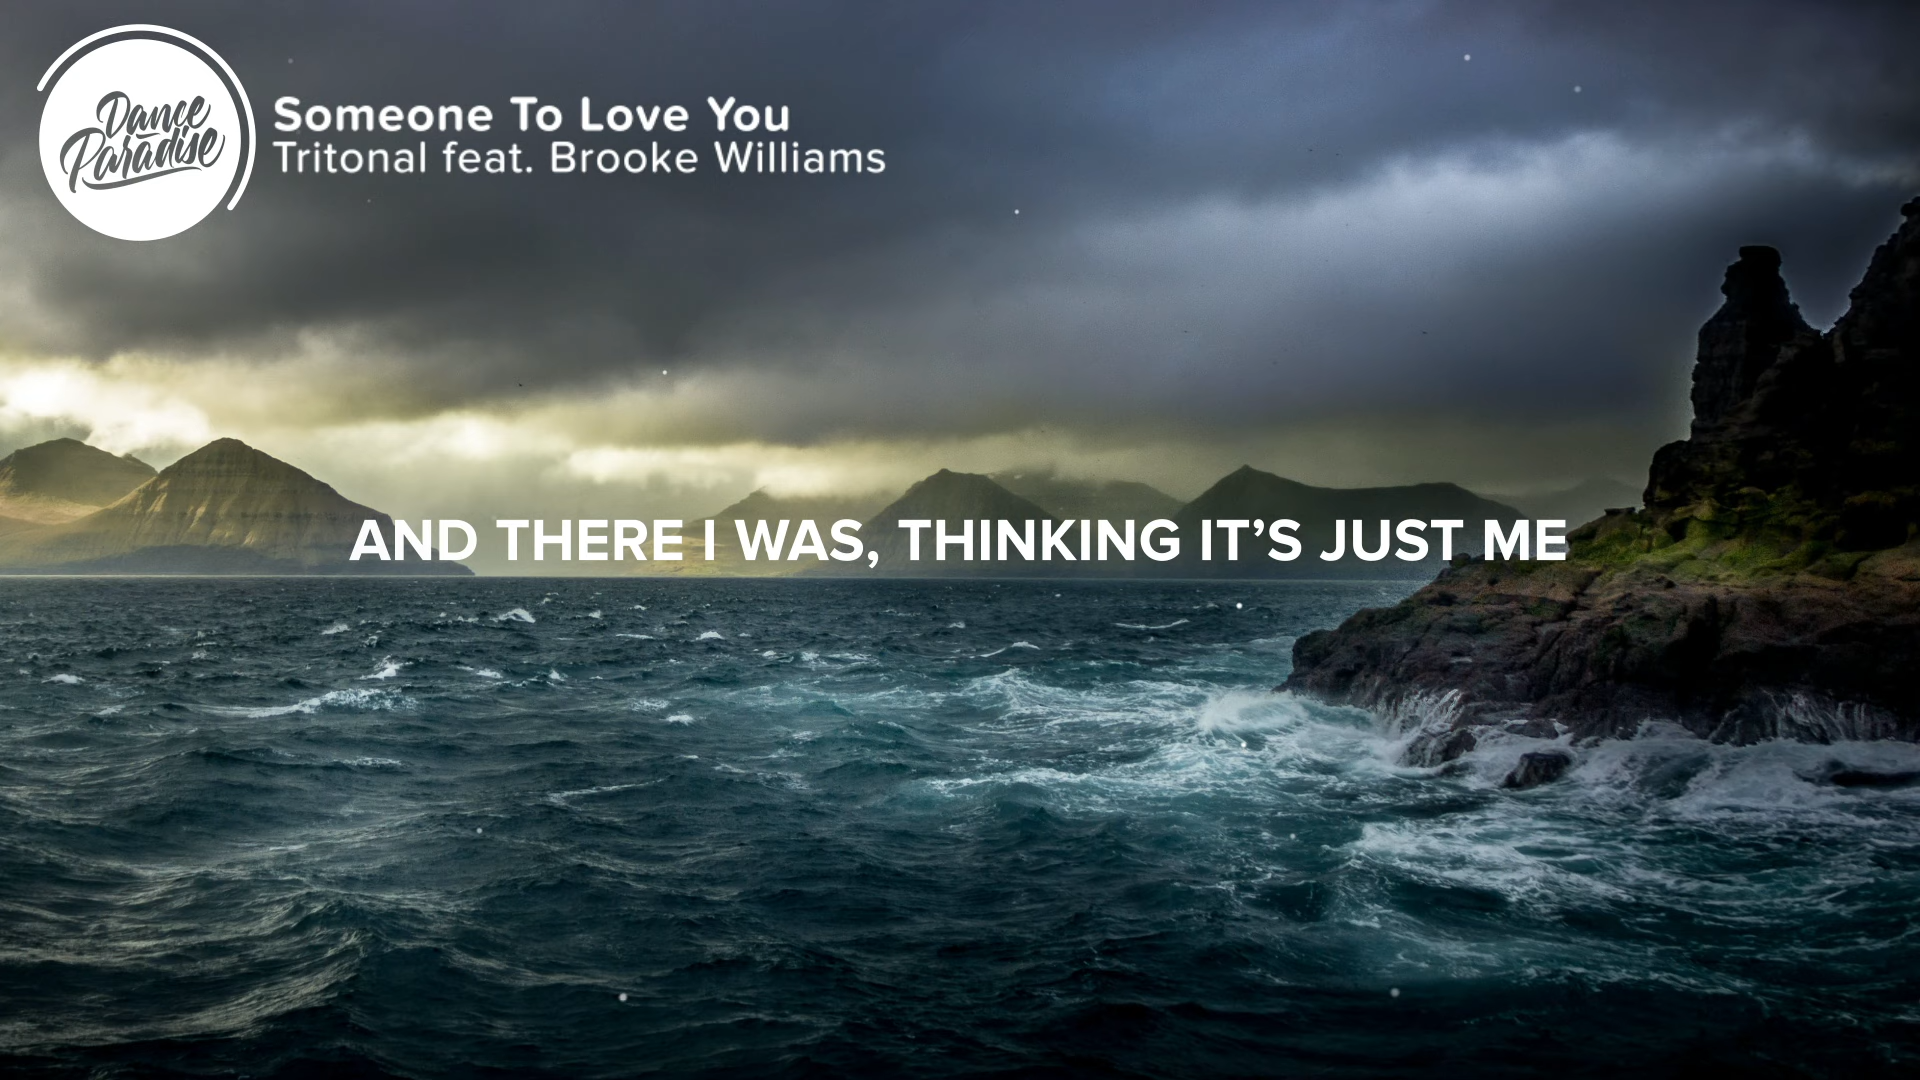 Dance
Paradise
Someone To Love You
Tritonal feat. Brooke Williams
AND THERE I WAS, THINKING IT’S JUST ME